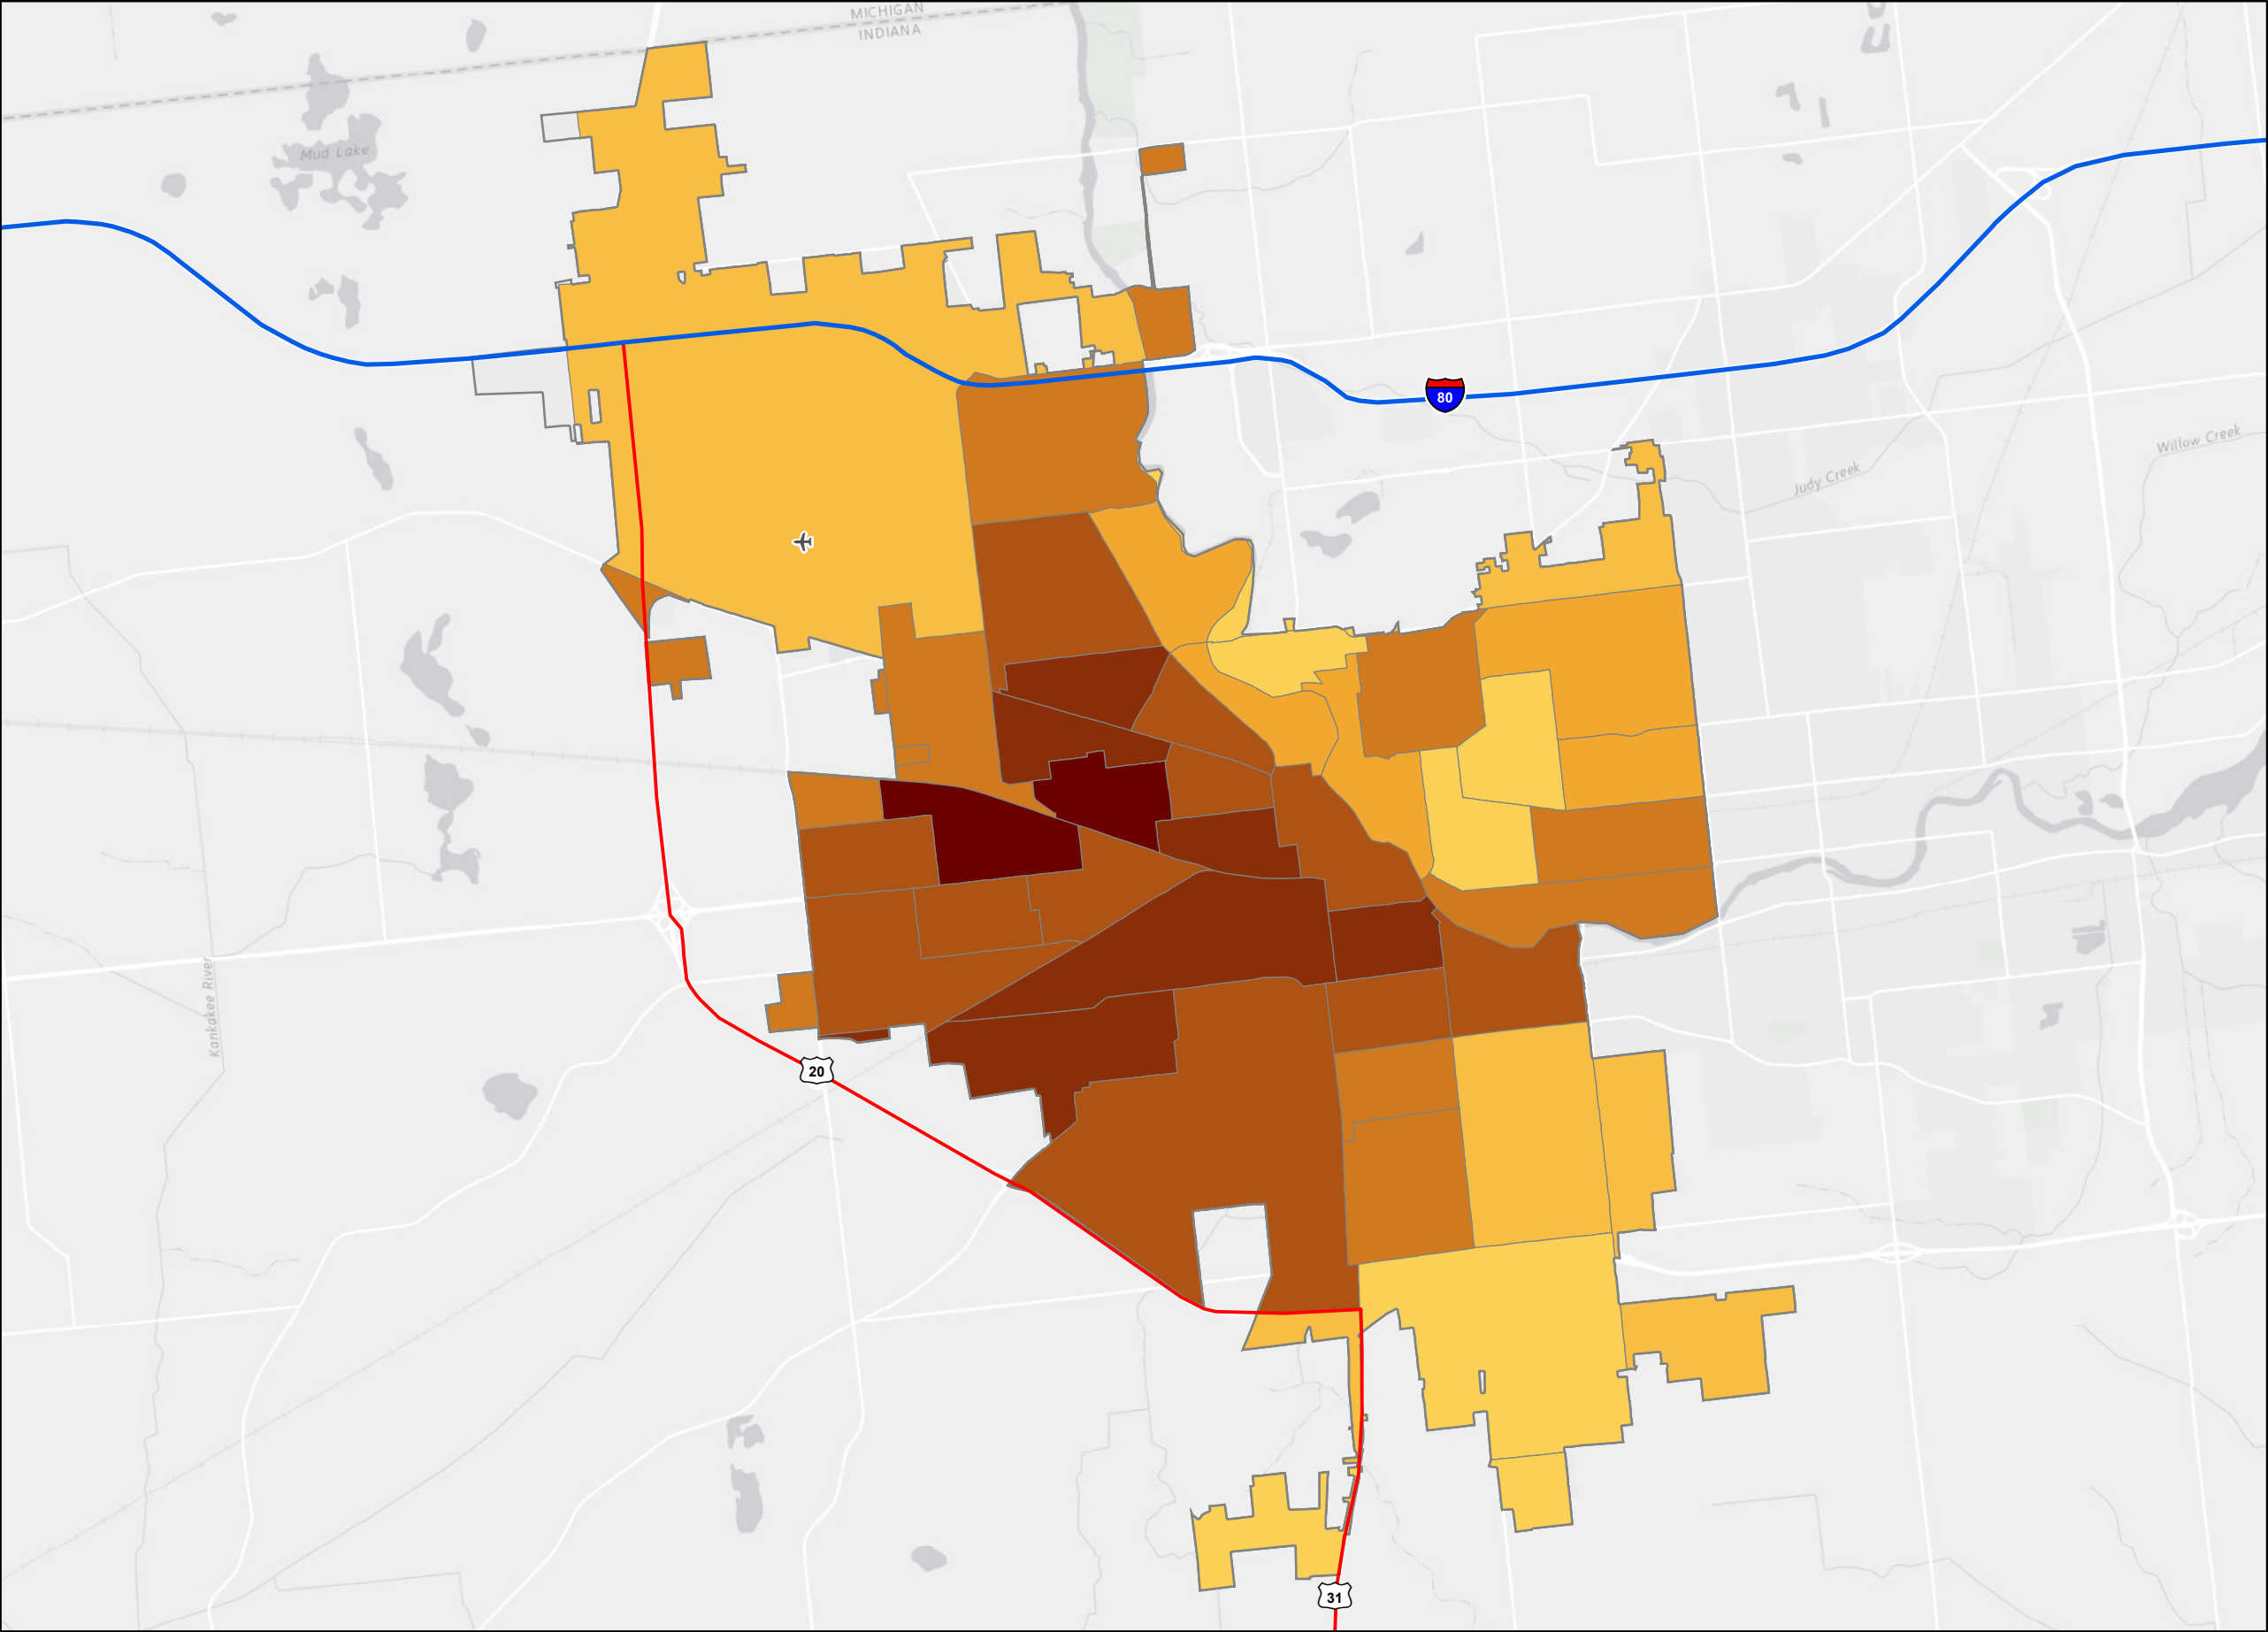 MICHIGAN
INDIANA
Mud Lake
80
Willow Creek
Judy Creek
Kankakee River
20
31